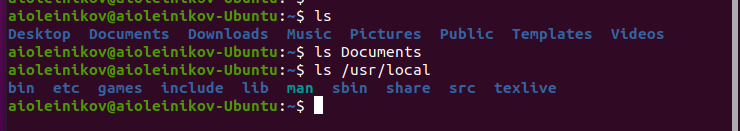 aioleinikov@aioleinikov-Ubuntu:~$ ls
Desktop Documents Downloads Music Pictures Public Templates Videos
aioleinikov@aioleinikov-Ubuntu:~$ ls Documents
aioleinikov@aioleinikov-Ubuntu:~$ ls /usr/local
bin etc games include lib man sbin share src texlive
aioleinikov@aioleinikov-Ubuntu:~$